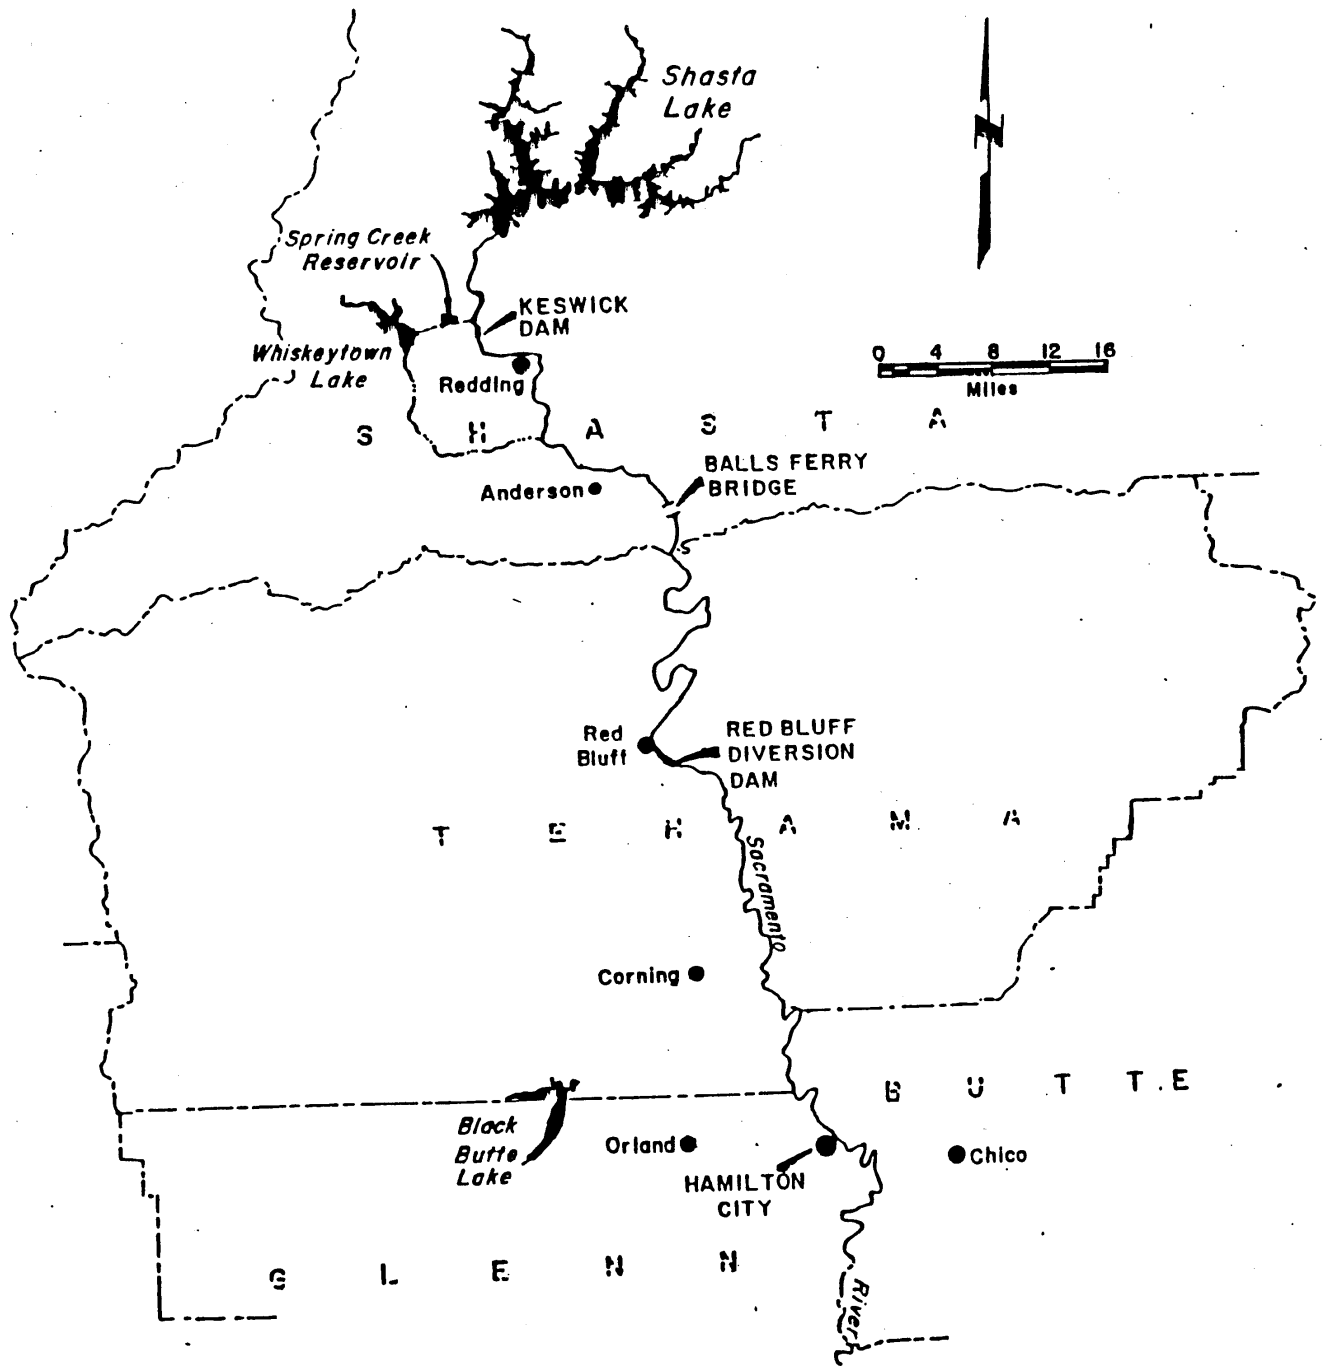 Shasta
Lake
N
Spring Creek
Reservoir
KESWICK
DAM
Whiskeytown
Lake
Redding
0 4 8 12 16
Miles
S H A S T A
BALLS FERRY
BRIDGE
Anderson
Red
Bluff
RED BLUFF
DIVERSION
DAM
T E H A M A
Sacramento
Corning
B U T T . E
Black
Butte
Lake
Orland
HAMILTON
CITY
Chico
G L E N N
River